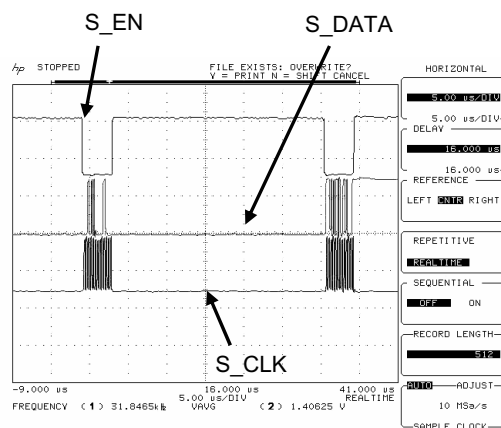 S_EN
S_DATA
hp STOPPED
FILE EXISTS: OVERWRITE?
Y = PRINT N = SHIFT CANCEL
HORIZONTAL
5.00 us/DIV
5.00 us/DIV
DELAY
16.000 us
16.000 us
REFERENCE
LEFT CNTR RIGHT
REPETITIVE
REALTIME
SEQUENTIAL
OFF ON
RECORD LENGTH
512
S_CLK
-9.000 us 16.000 us 41.000 us
5.00 us/DIV REALTIME
FREQUENCY (1) 31.8465kHz VAVG (2) 1.40625 V
AUTO ADJUST
10 MSa/s
SAMPLE CLOCK